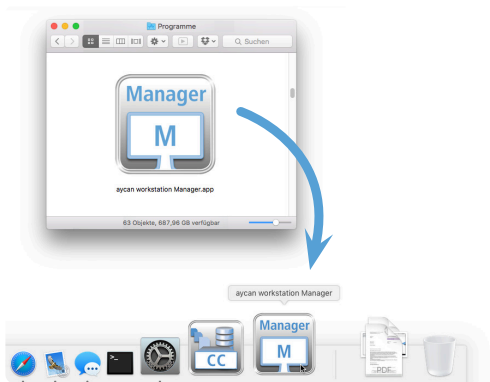 Programme
Suchen
Manager
M
aycan workstation Manager.app
63 Objekte, 687,96 GB verfügbar
aycan workstation Manager
Manager
M
CC
>_
PDF